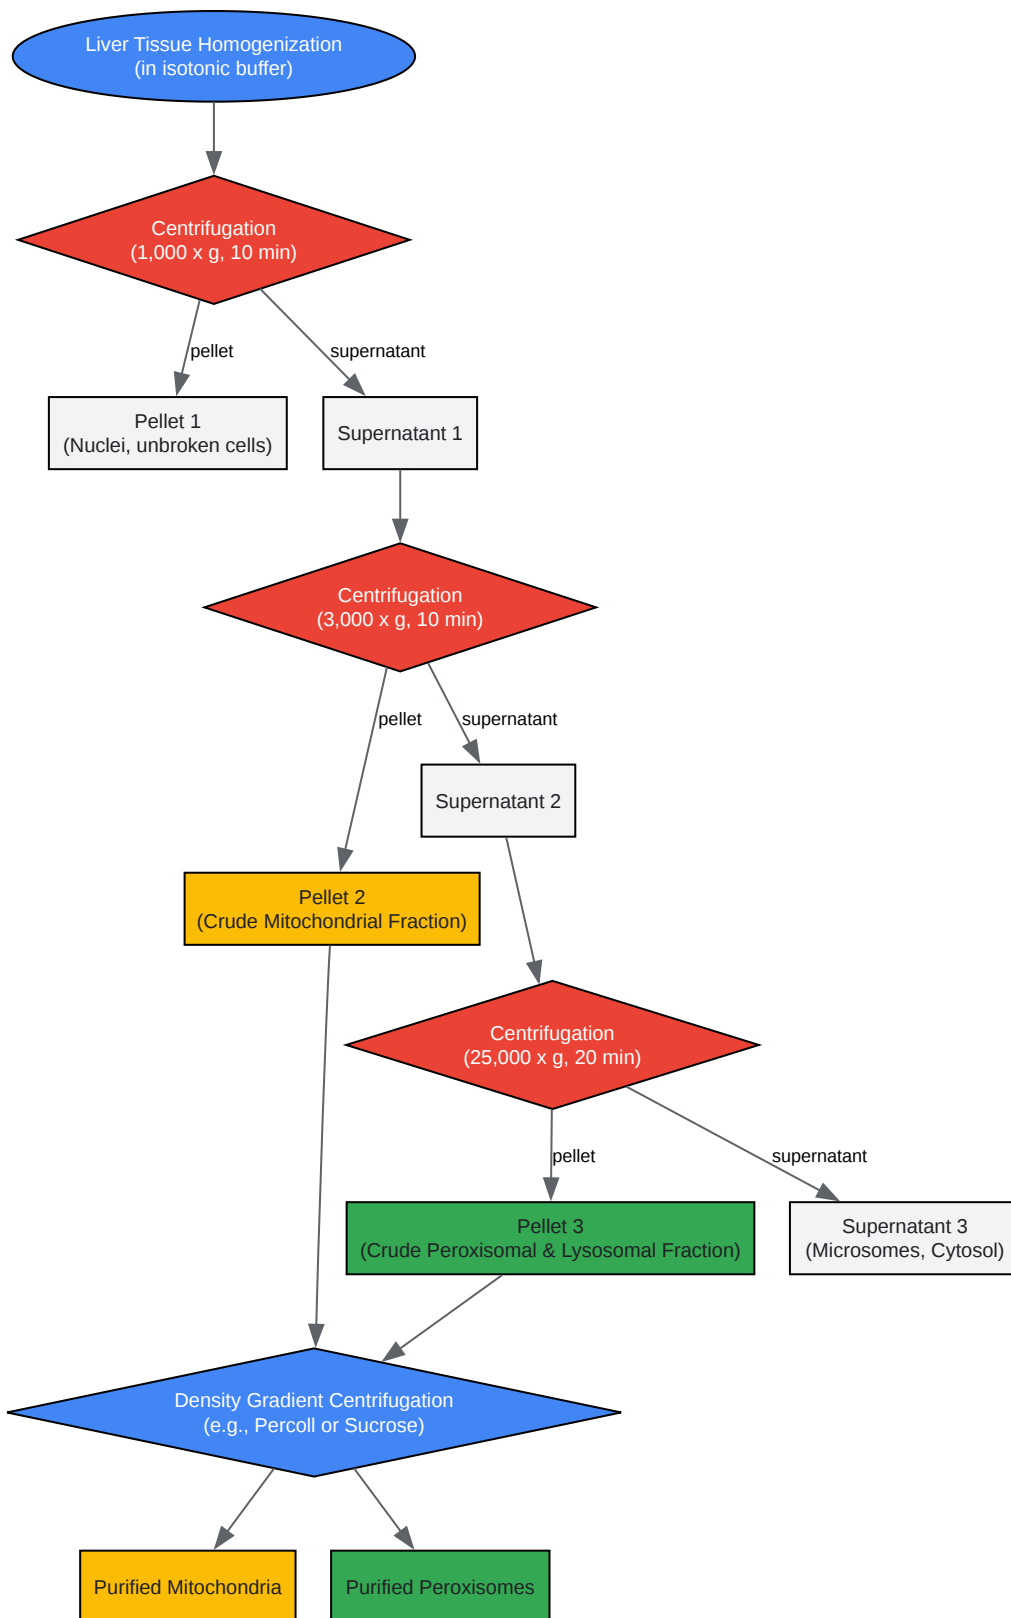 Liver Tissue Homogenization
(in isotonic buffer)
Centrifugation
(1,000 x g, 10 min)
pellet
supernatant
Pellet 1
(Nuclei, unbroken cells)
Supernatant 1
Centrifugation
(3,000 x g, 10 min)
pellet
supernatant
Supernatant 2
Pellet 2
(Crude Mitochondrial Fraction)
Centrifugation
(25,000 x g, 20 min)
pellet
supernatant
Pellet 3
(Crude Peroxisomal & Lysosomal Fraction)
Supernatant 3
(Microsomes, Cytosol)
Density Gradient Centrifugation
(e.g., Percoll or Sucrose)
Purified Mitochondria
Purified Peroxisomes